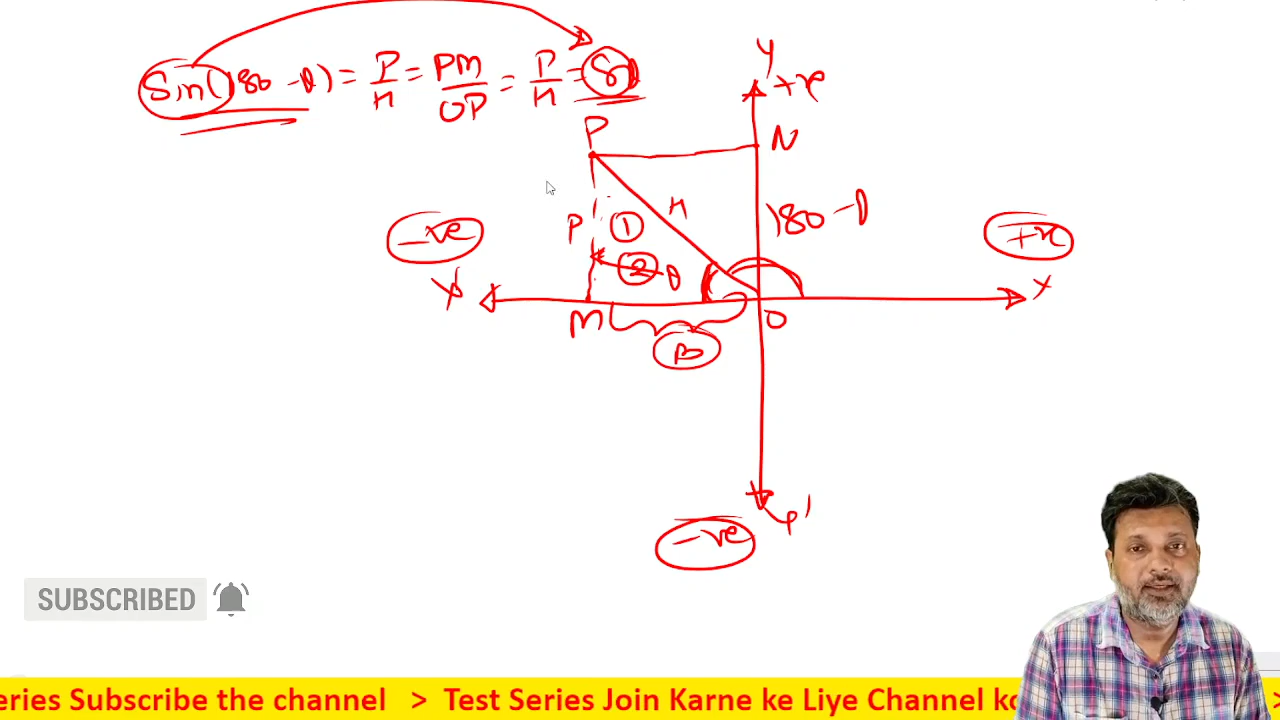 Sin(180 - θ) = P/H = PM/OP = P/H = S
Y
+ve
P
N
H
180 - θ
P
①
-ve
+ve
② θ
X'
X
M
O
B
Y'
-ve
SUBSCRIBED
eries Subscribe the channel > Test Series Join Karne ke Liye Channel ko